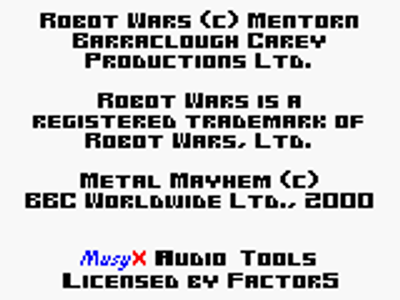 Robot Wars (c) Mentorn
Barraclough Carey
Productions Ltd.
Robot Wars is a
registered trademark of
Robot Wars, Ltd.
Metal Mayhem (c)
BBC Worldwide Ltd., 2000
MusyX Audio Tools
Licensed by Factor5